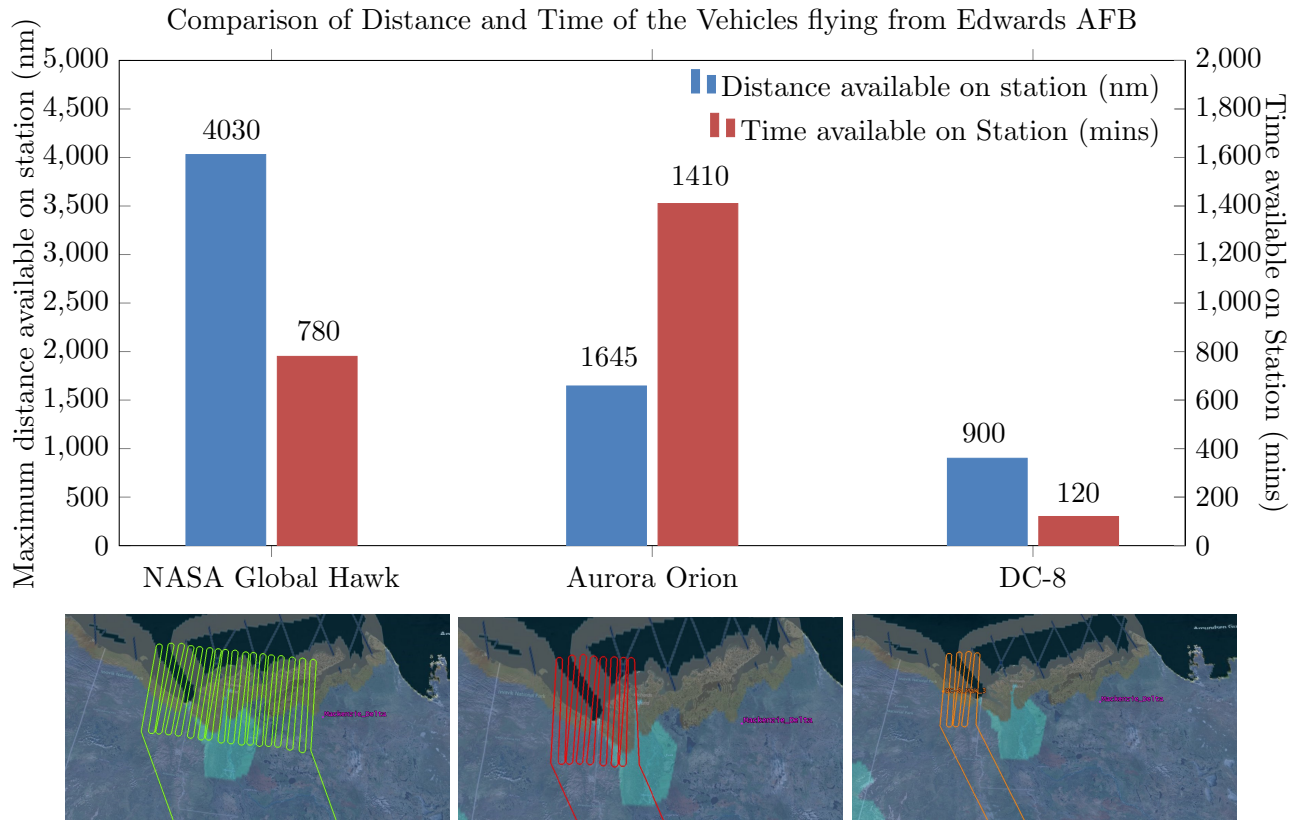 Comparison of Distance and Time of the Vehicles flying from Edwards AFB
Maximum distance available on station (nm)
5,000
4,500
4,000
3,500
3,000
2,500
2,000
1,500
1,000
500
0
Distance available on station (nm)
Time available on Station (mins)
4030
780
1645
1410
900
120
2,000
1,800
1,600
1,400
1,200
1,000
800
600
400
200
0
Time available on Station (mins)
NASA Global Hawk
Aurora Orion
DC-8
Mackenzie_Delta
Mackenzie_Delta
Mackenzie_Delta